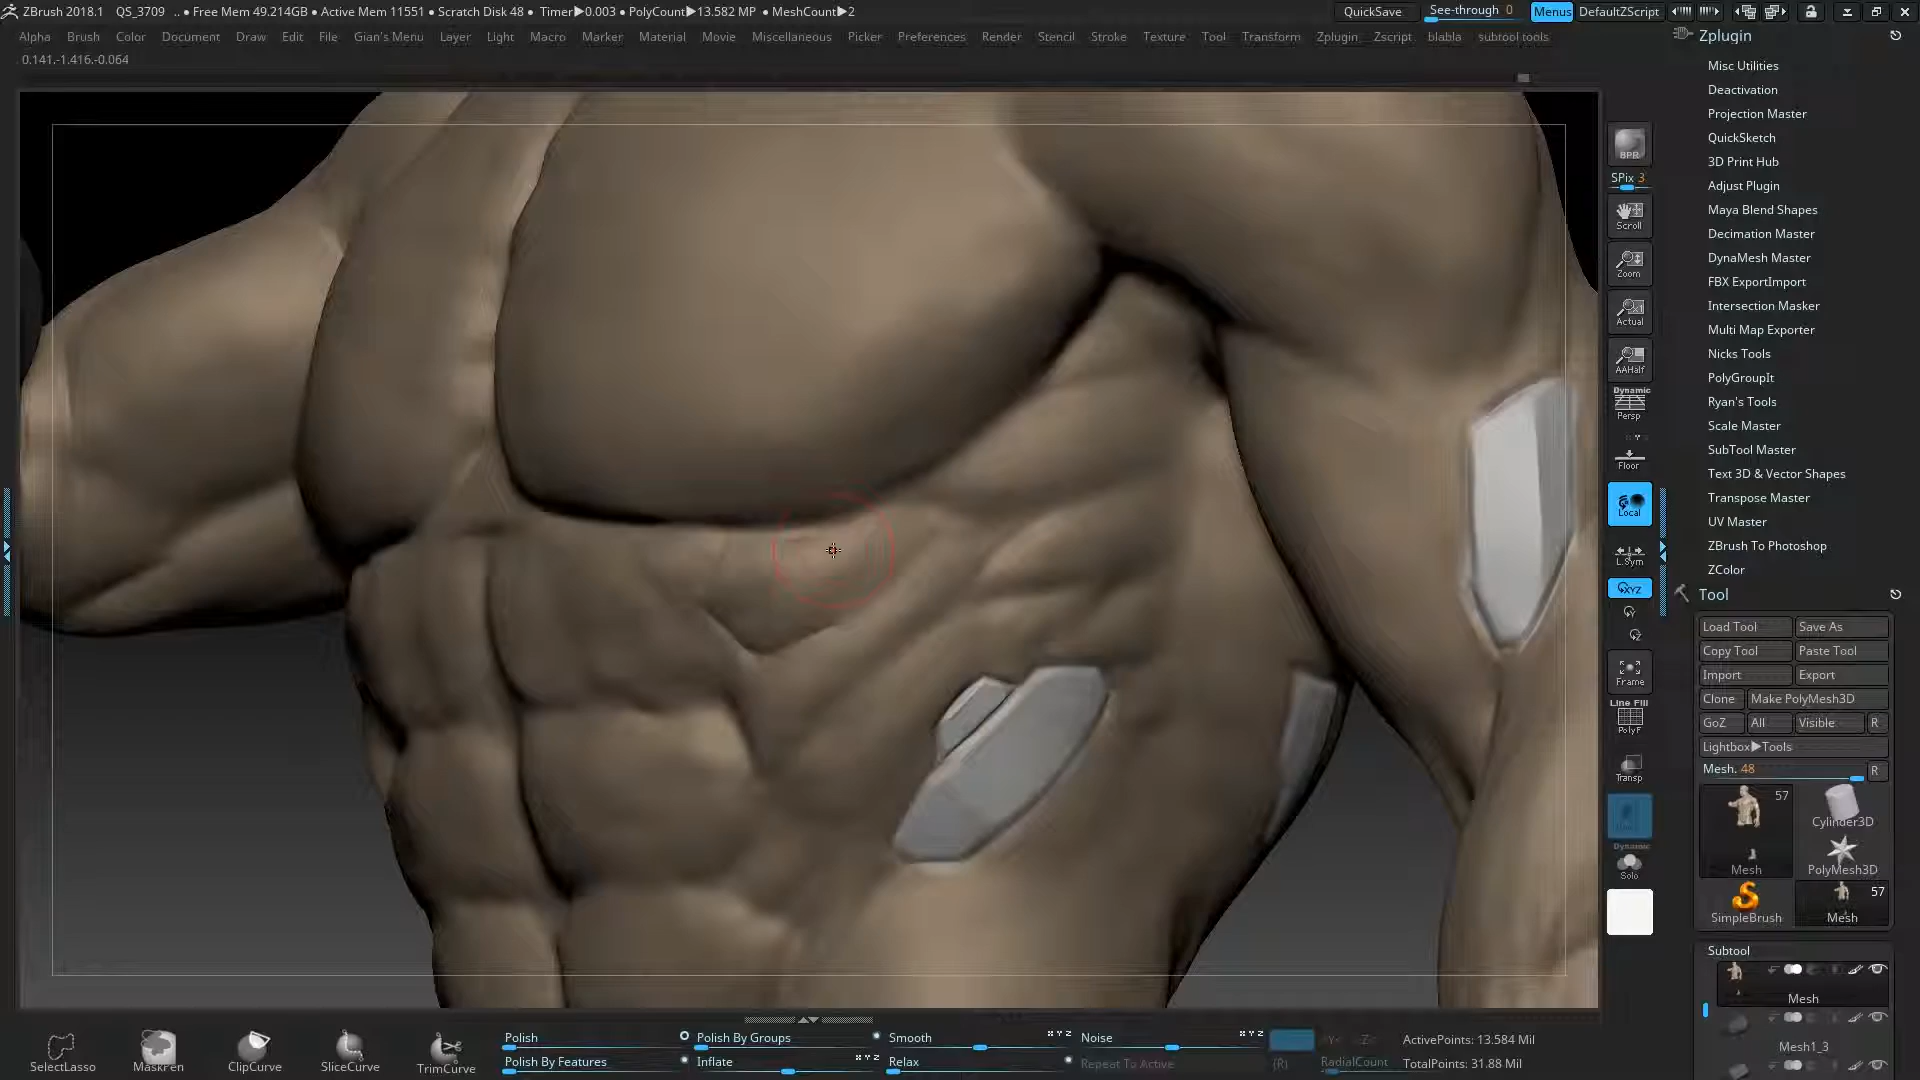 ZBrush 2018.1 QS_3709 .. • Free Mem 49.214GB • Active Mem 11551 • Scratch Disk 48 • Timer▶0.003 • PolyCount▶13.582 MP • MeshCount▶2 QuickSave See-through 0 Menus DefaultZScript
Alpha Brush Color Document Draw Edit File Gian's Menu Layer Light Macro Marker Material Movie Miscellaneous Picker Preferences Render Stencil Stroke Texture Tool Transform Zplugin Zscript blabla subtool tools
0.141,-1.416,-0.064
Zplugin
Misc Utilities
Deactivation
Projection Master
QuickSketch
3D Print Hub
Adjust Plugin
Maya Blend Shapes
Decimation Master
DynaMesh Master
FBX ExportImport
Intersection Masker
Multi Map Exporter
Nicks Tools
PolyGroupIt
Ryan's Tools
Scale Master
SubTool Master
Text 3D & Vector Shapes
Transpose Master
UV Master
ZBrush To Photoshop
ZColor
BPR
SPix 3
Scroll
Zoom
Actual
AAHalf
Dynamic
Persp
Floor
Local
L.Sym
XYZ
Frame
Line Fill
PolyF
Transp
Dynamic
Solo
Tool
Load Tool Save As
Copy Tool Paste Tool
Import Export
Clone Make PolyMesh3D
GoZ All Visible R
Lightbox▶Tools
Mesh. 48 R
57
Cylinder3D
Mesh PolyMesh3D
57
SimpleBrush Mesh
Subtool
Mesh
Mesh1_3
SelectLasso MaskPen ClipCurve SliceCurve TrimCurve
Polish Polish By Groups Smooth X Y Z Noise X Y Z
Polish By Features Inflate X Y Z Relax Repeat To Active (R) RadialCount
ActivePoints: 13.584 Mil
TotalPoints: 31.88 Mil